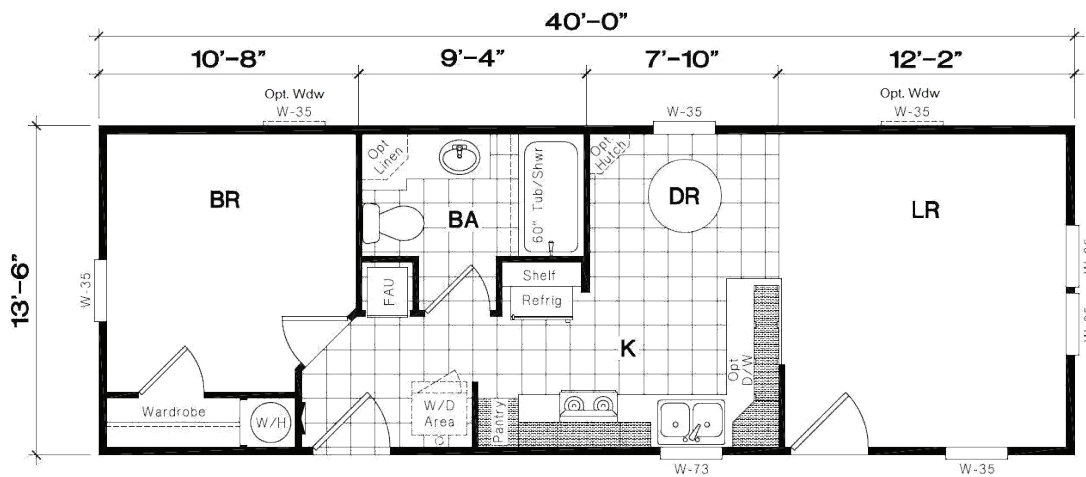 40'-0"
10'-8"
9'-4"
7'-10"
12'-2"
Opt. Wdw
W-35
W-35
Opt. Wdw
W-35
13'-6"
W-35
BR
Opt
Linen
BA
60" Tub/Shwr
Opt.
Hutch
DR
LR
W-35
W-35
FAU
Shelf
Refrig
K
Opt
D/W
Wardrobe
W/H
W/D
Area
Pantry
W-73
W-35